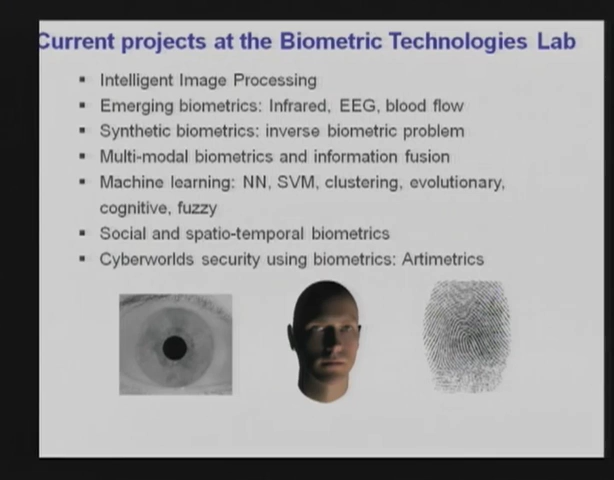 Current projects at the Biometric Technologies Lab
Intelligent Image Processing
Emerging biometrics: Infrared, EEG, blood flow
Synthetic biometrics: inverse biometric problem
Multi-modal biometrics and information fusion
Machine learning: NN, SVM, clustering, evolutionary,
cognitive, fuzzy
Social and spatio-temporal biometrics
Cyberworlds security using biometrics: Artimetrics